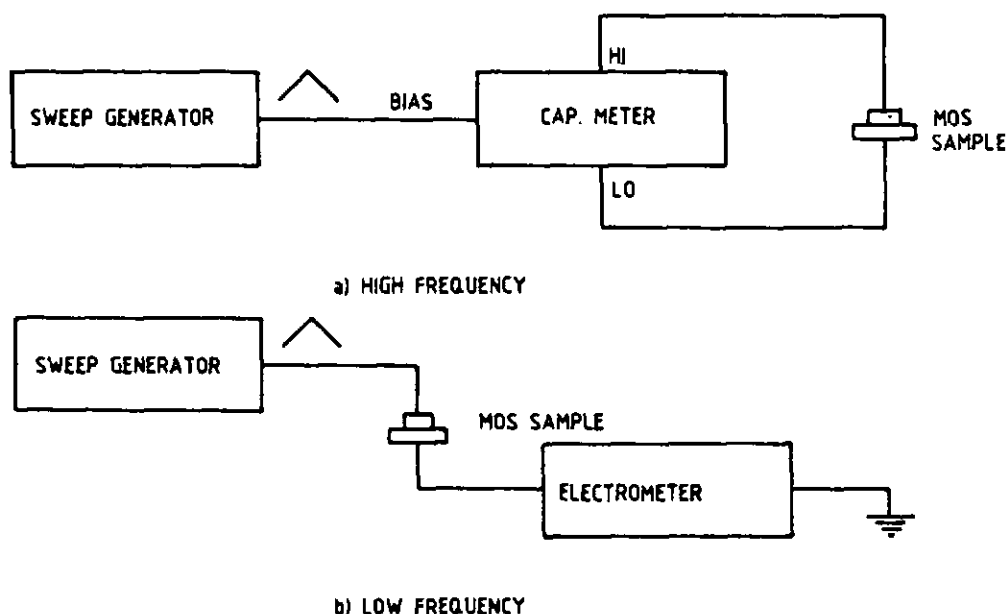 SWEEP GENERATOR
BIAS
HI
CAP. METER
LO
MOS
SAMPLE
a) HIGH FREQUENCY
SWEEP GENERATOR
MOS SAMPLE
ELECTROMETER
b) LOW FREQUENCY